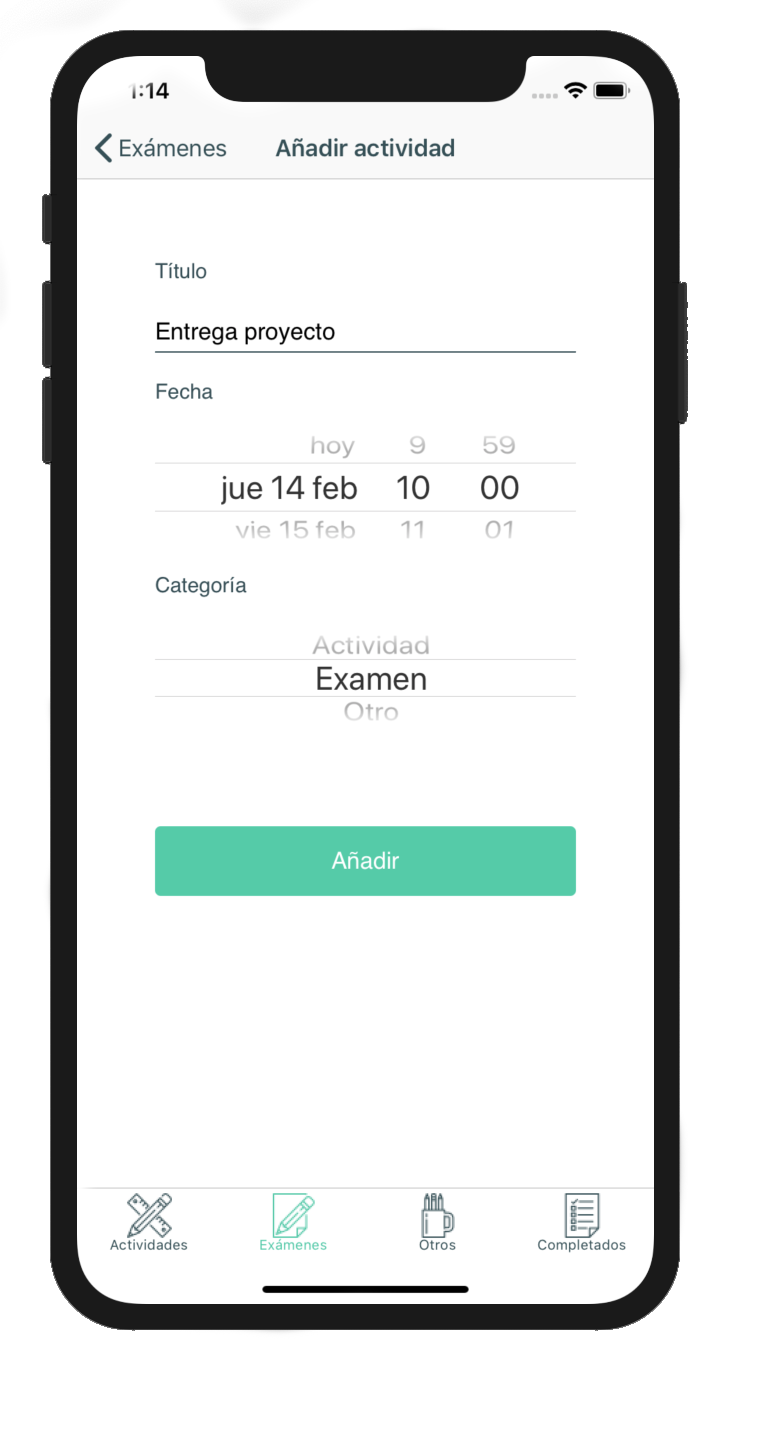 1:14
Exámenes Añadir actividad
Título
Entrega proyecto
Fecha
hoy 9 59
jue 14 feb 10 00
vie 15 feb 11 01
Categoría
Actividad
Examen
Otro
Añadir
Actividades Exámenes Otros Completados